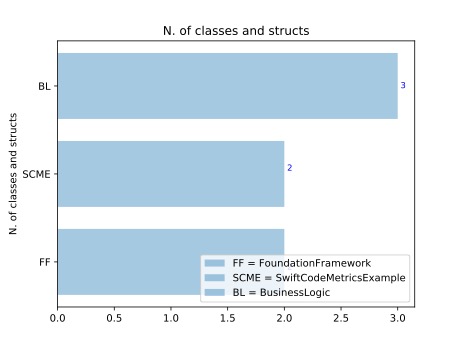 N. of classes and structs
N. of classes and structs
BL
3
SCME
2
FF
FF = FoundationFramework
SCME = SwiftCodeMetricsExample
BL = BusinessLogic
0.0 0.5 1.0 1.5 2.0 2.5 3.0